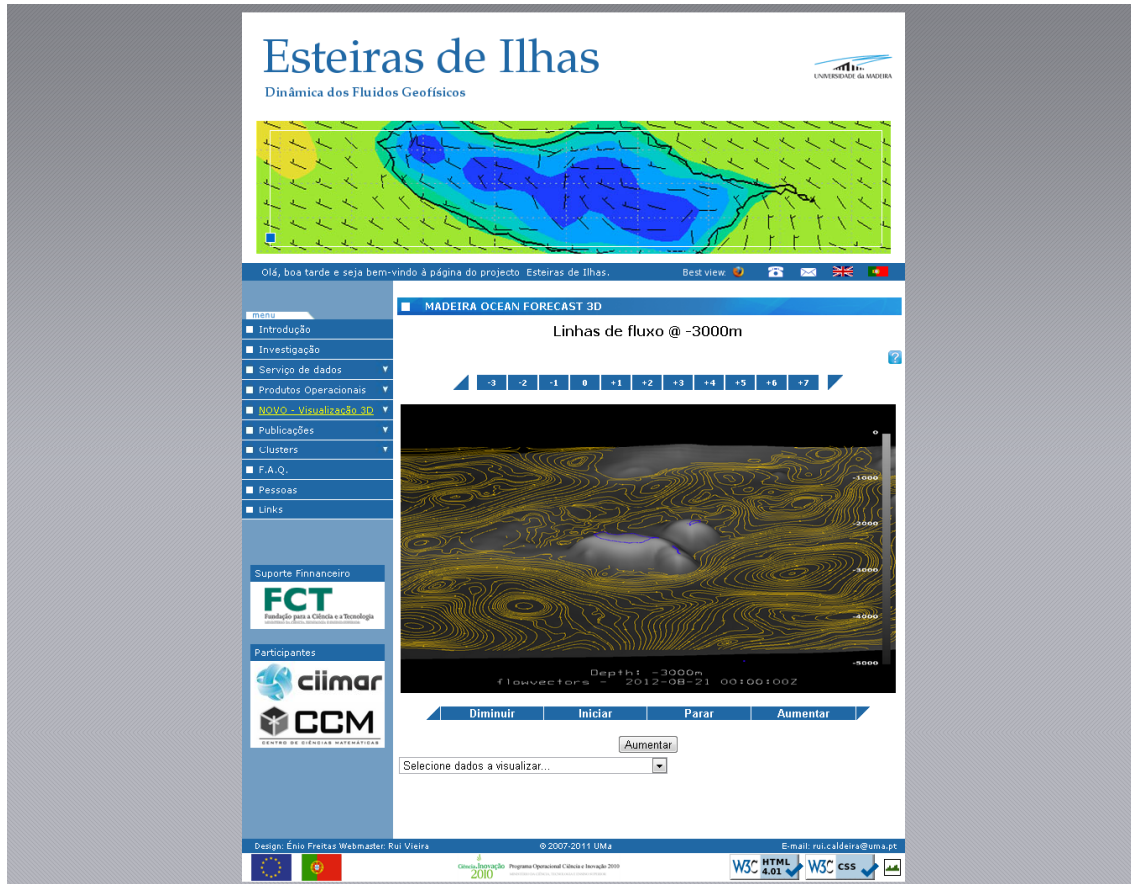 Esteiras de Ilhas
Dinâmica dos Fluidos Geofísicos
UNIVERSIDADE da MADEIRA
Olá, boa tarde e seja bem-vindo à página do projecto Esteiras de Ilhas.
Best view:
menu
Introdução
Investigação
Serviço de dados
Produtos Operacionais
NOVO - Visualização 3D
Publicações
Clusters
F.A.Q.
Pessoas
Links
Suporte Finnanceiro
FCT
Fundação para a Ciência e a Tecnologia
Participantes
ciimar
CCM
CENTRO DE CIÊNCIAS MATEMÁTICAS
MADEIRA OCEAN FORECAST 3D
Linhas de fluxo @ -3000m
?
-3 -2 -1 0 +1 +2 +3 +4 +5 +6 +7
0
-1000
-2000
-3000
-4000
-5000
Depth: -3000m
flowvectors - 2012-08-21 00:00:00Z
Diminuir Iniciar Parar Aumentar
Aumentar
Selecione dados a visualizar...
Design: Énio Freitas Webmaster: Rui Vieira
© 2007-2011 UMa
E-mail: rui.caldeira@uma.pt
Ciência.Inovação 2010
Programa Operacional Ciência e Inovação 2010
W3C HTML 4.01
W3C css